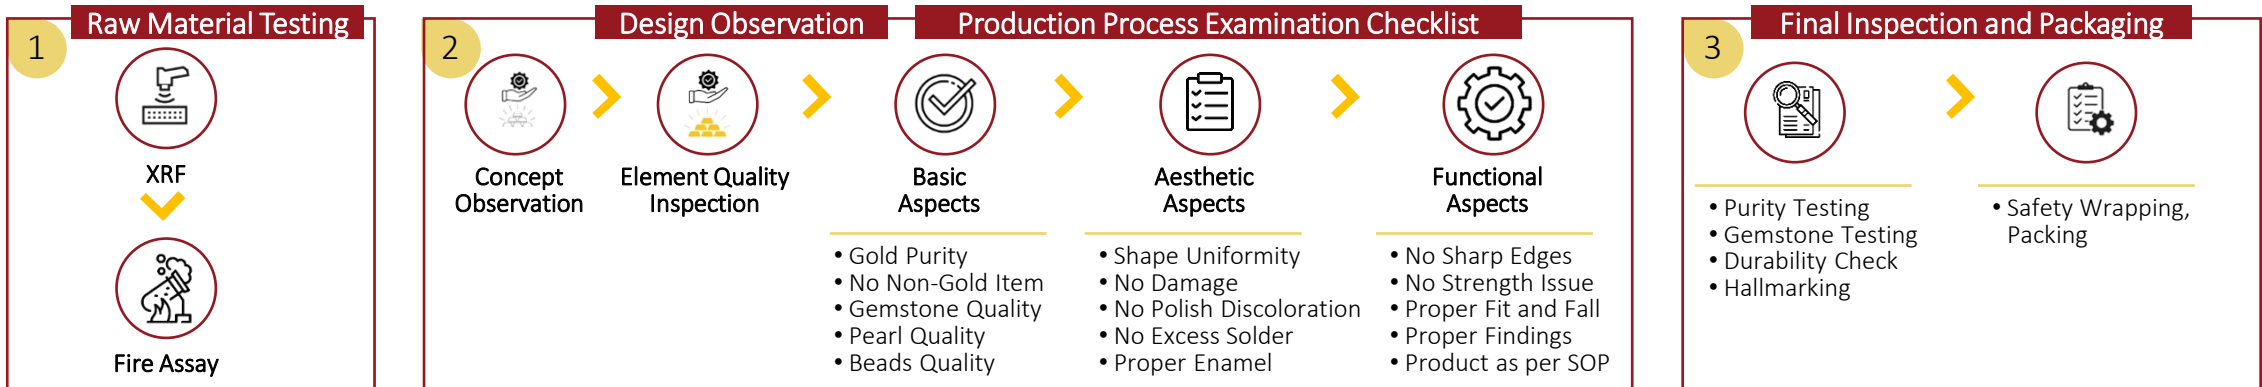 1
Raw Material Testing
XRF
Fire Assay
2
Design Observation
Production Process Examination Checklist
Concept
Observation
Element Quality
Inspection
Basic
Aspects
• Gold Purity
• No Non-Gold Item
• Gemstone Quality
• Pearl Quality
• Beads Quality
Aesthetic
Aspects
• Shape Uniformity
• No Damage
• No Polish Discoloration
• No Excess Solder
• Proper Enamel
Functional
Aspects
• No Sharp Edges
• No Strength Issue
• Proper Fit and Fall
• Proper Findings
• Product as per SOP
3
Final Inspection and Packaging
• Purity Testing
• Gemstone Testing
• Durability Check
• Hallmarking
• Safety Wrapping,
Packing